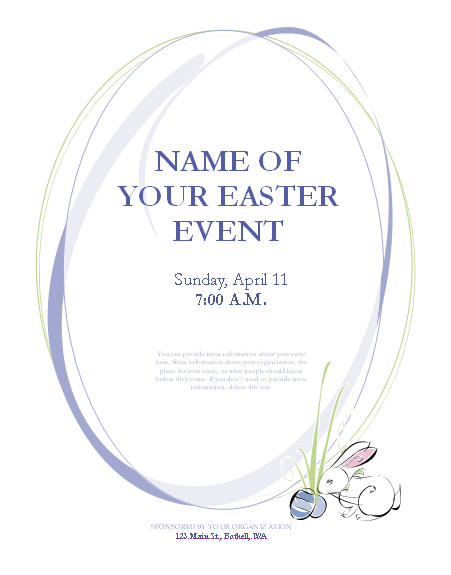 NAME OF
YOUR EASTER
EVENT
Sunday, April 11
7:00 A.M.
You can provide more information about your event
here. Share information about your organization, the
plans for your event, or what people should know
before they come. If you don't need to provide more
information, delete this text.
SPONSORED BY YOUR ORGANIZATION
123 Main St., Bothell, WA